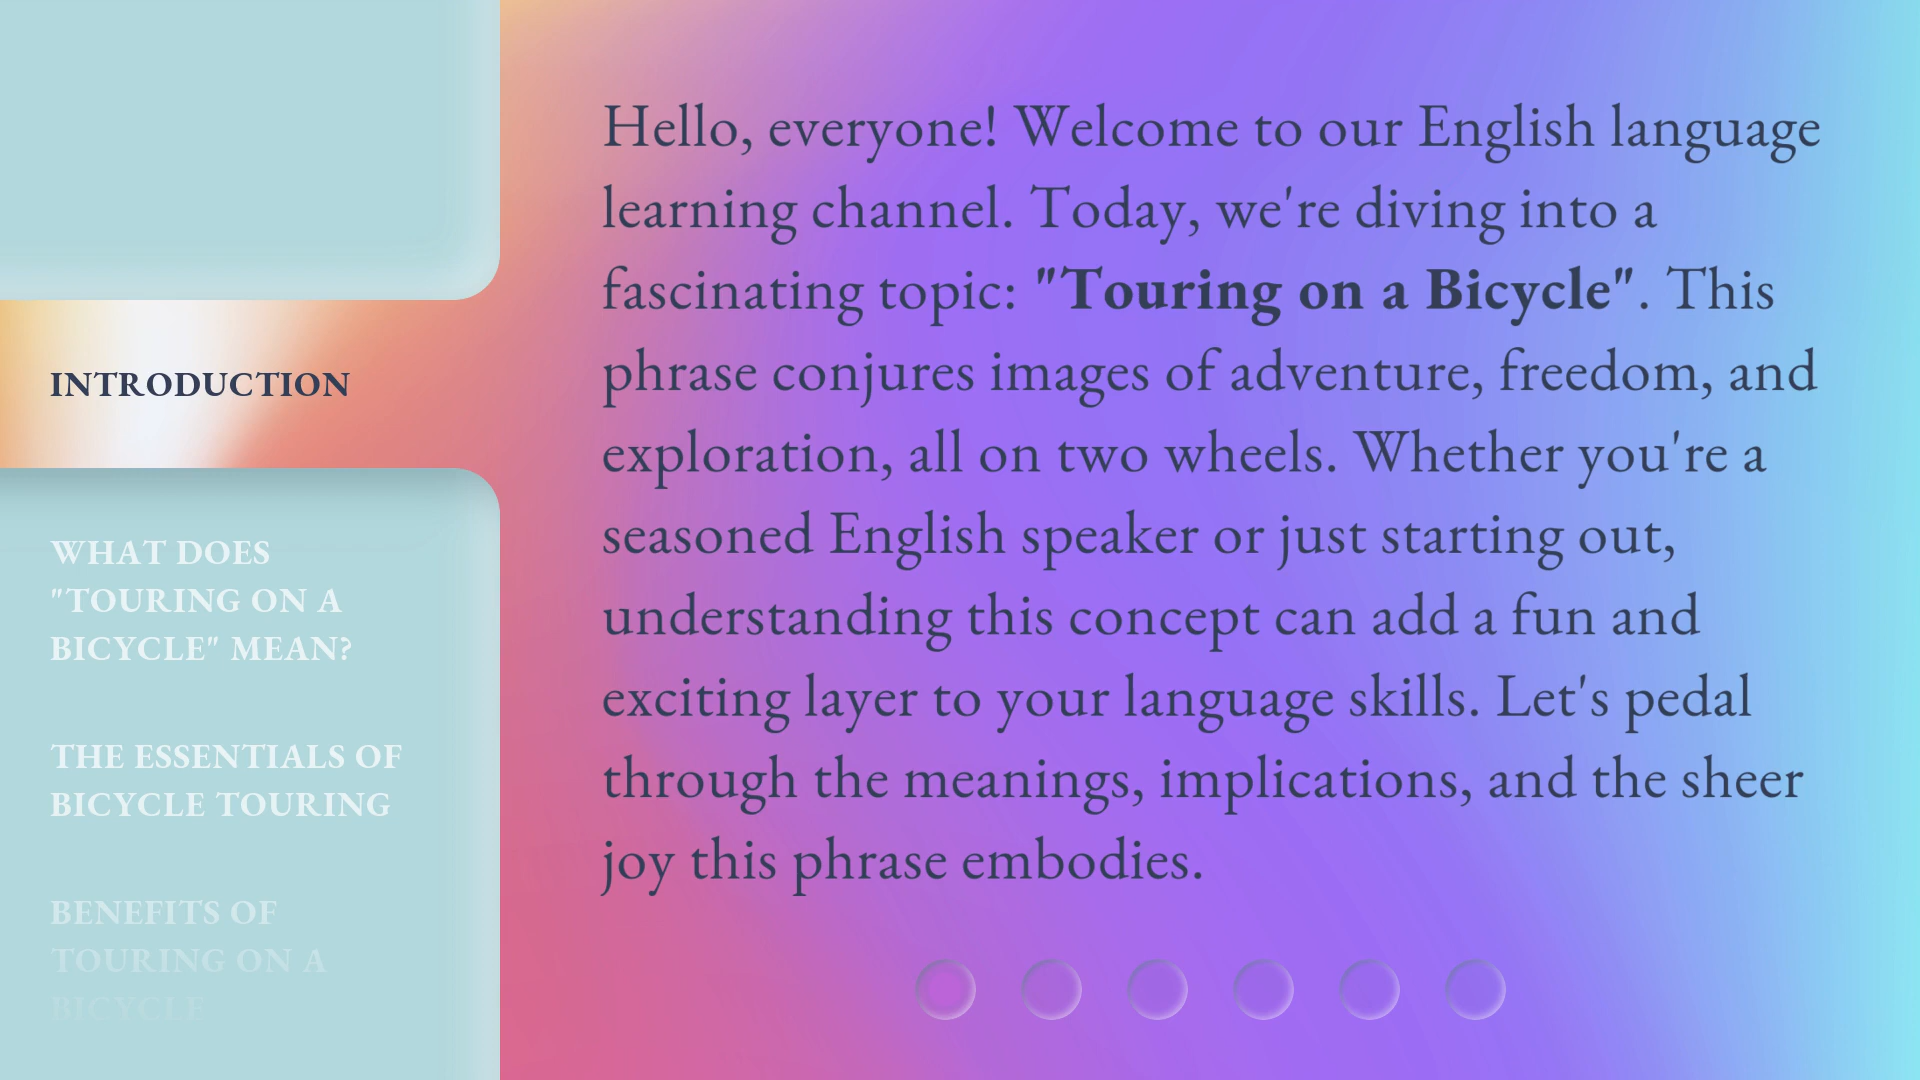 INTRODUCTION
WHAT DOES
"TOURING ON A
BICYCLE" MEAN?
THE ESSENTIALS OF
BICYCLE TOURING
BENEFITS OF
TOURING ON A
BICYCLE
Hello, everyone! Welcome to our English language
learning channel. Today, we're diving into a
fascinating topic: "Touring on a Bicycle". This
phrase conjures images of adventure, freedom, and
exploration, all on two wheels. Whether you're a
seasoned English speaker or just starting out,
understanding this concept can add a fun and
exciting layer to your language skills. Let's pedal
through the meanings, implications, and the sheer
joy this phrase embodies.